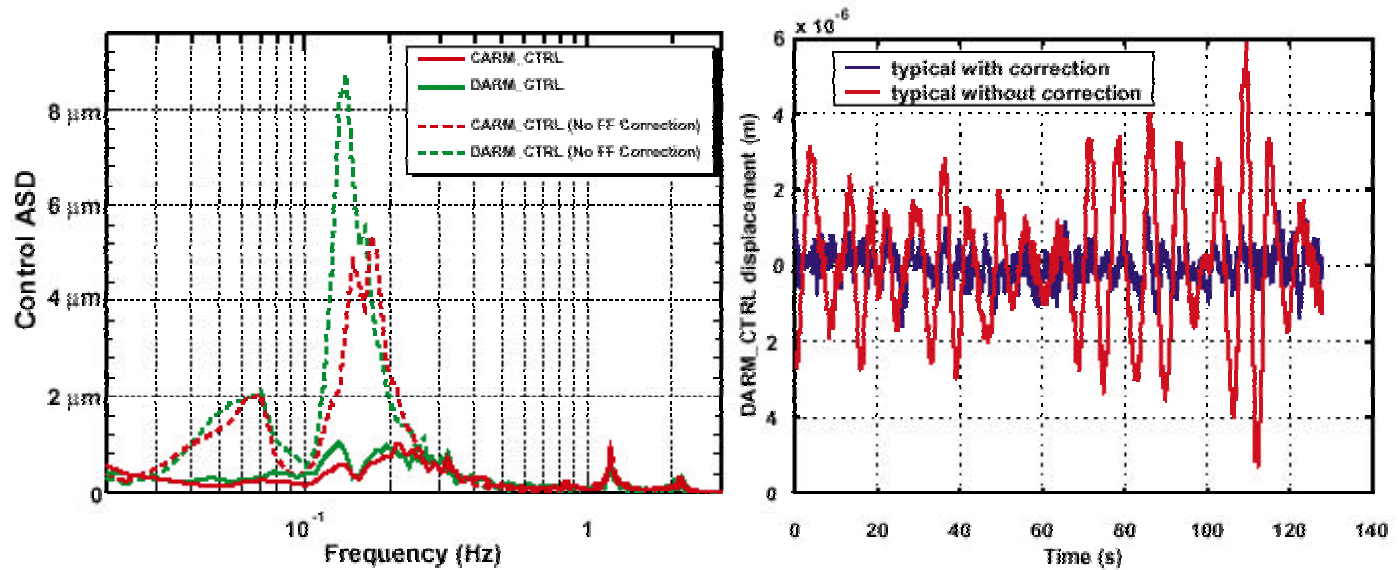 Control ASD
8 µm
6 µm
4 µm
2 µm
0
10⁻¹
1
Frequency (Hz)
CARM_CTRL
DARM_CTRL
CARM_CTRL (No FF Correction)
DARM_CTRL (No FF Correction)
x 10⁻⁶
DARM_CTRL displacement (m)
6
4
2
0
2
4
6
0 20 40 60 80 100 120 140
Time (s)
typical with correction
typical without correction